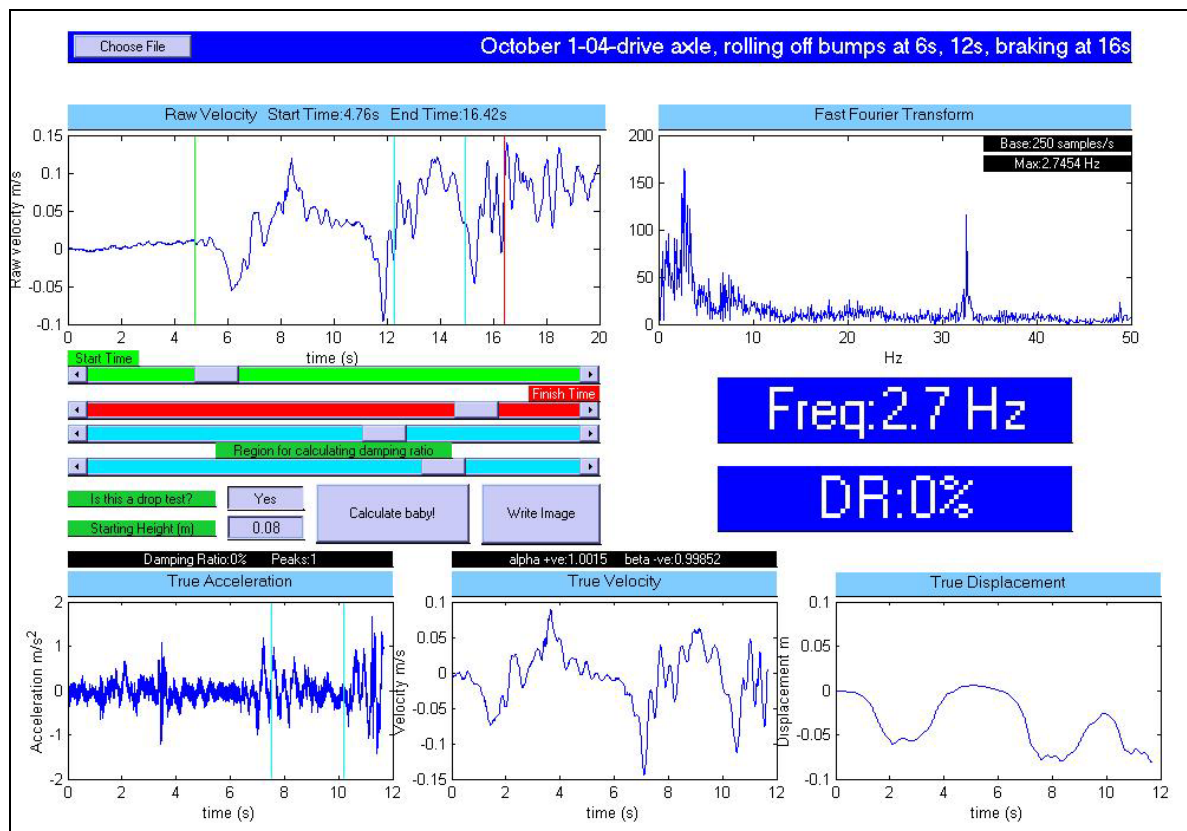 Choose File
October 1-04-drive axle, rolling off bumps at 6s, 12s, braking at 16s
Raw Velocity Start Time:4.76s End Time:16.42s
Raw velocity m/s
0.15
0.1
0.05
0
-0.05
-0.1
0 2 4 6 8 10 12 14 16 18 20
time (s)
Fast Fourier Transform
Base:250 samples/s
Max:2.7454 Hz
200
150
100
50
0
0 10 20 30 40 50
Hz
Start Time
Finish Time
Region for calculating damping ratio
Is this a drop test?
Yes
Starting Height (m)
0.08
Calculate baby!
Write Image
Freq:2.7 Hz
DR:0%
Damping Ratio:0% Peaks:1
True Acceleration
Acceleration m/s²
2
1
0
-1
-2
0 2 4 6 8 10 12
time (s)
alpha +ve:1.0015 beta -ve:0.99852
True Velocity
Velocity m/s
0.1
0.05
0
-0.05
-0.1
-0.15
0 2 4 6 8 10 12
time (s)
True Displacement
Displacement m
0.1
0.05
0
-0.05
-0.1
0 2 4 6 8 10 12
time (s)